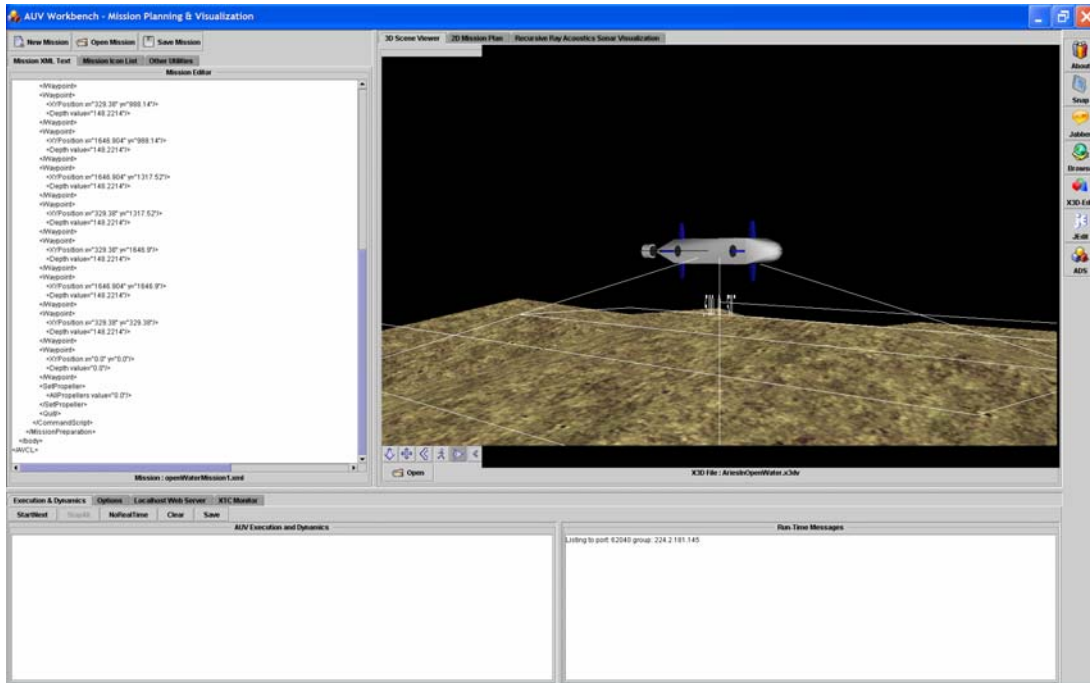 AUV Workbench - Mission Planning & Visualization
New Mission Open Mission Save Mission
Mission XML Text Mission Icon List Other Utilities
Mission Editor
</Waypoint>
<Waypoint>
<XYPosition x="329.38" y="988.14"/>
<Depth value="148.2214"/>
</Waypoint>
<Waypoint>
<XYPosition x="1646.904" y="988.14"/>
<Depth value="148.2214"/>
</Waypoint>
<Waypoint>
<XYPosition x="1646.904" y="1317.52"/>
<Depth value="148.2214"/>
</Waypoint>
<Waypoint>
<XYPosition x="329.38" y="1317.52"/>
<Depth value="148.2214"/>
</Waypoint>
<Waypoint>
<XYPosition x="329.38" y="1646.9"/>
<Depth value="148.2214"/>
</Waypoint>
<Waypoint>
<XYPosition x="1646.904" y="1646.9"/>
<Depth value="148.2214"/>
</Waypoint>
<Waypoint>
<XYPosition x="329.38" y="329.38"/>
<Depth value="148.2214"/>
</Waypoint>
<Waypoint>
<XYPosition x="0.0" y="0.0"/>
<Depth value="0.0"/>
</Waypoint>
<SetPropeller>
<AllPropellers value="0.0"/>
</SetPropeller>
<Quit/>
</CommandScript>
</MissionPreparation>
</body>
</AVCL>
Mission : openWaterMission1.xml
3D Scene Viewer 2D Mission Plan Recursive Ray Acoustics Sonar Visualization
Open
X3D File : AriesInOpenWater.x3dv
About
Snap
Jabber
Browse
X3D-Edi
JEdit
ADS
Execution & Dynamics Options Localhost Web Server XTC Monitor
StartNext StopAll NoRealTime Clear Save
AUV Execution and Dynamics
Run-Time Messages
Listing to port: 62040 group: 224.2.181.145